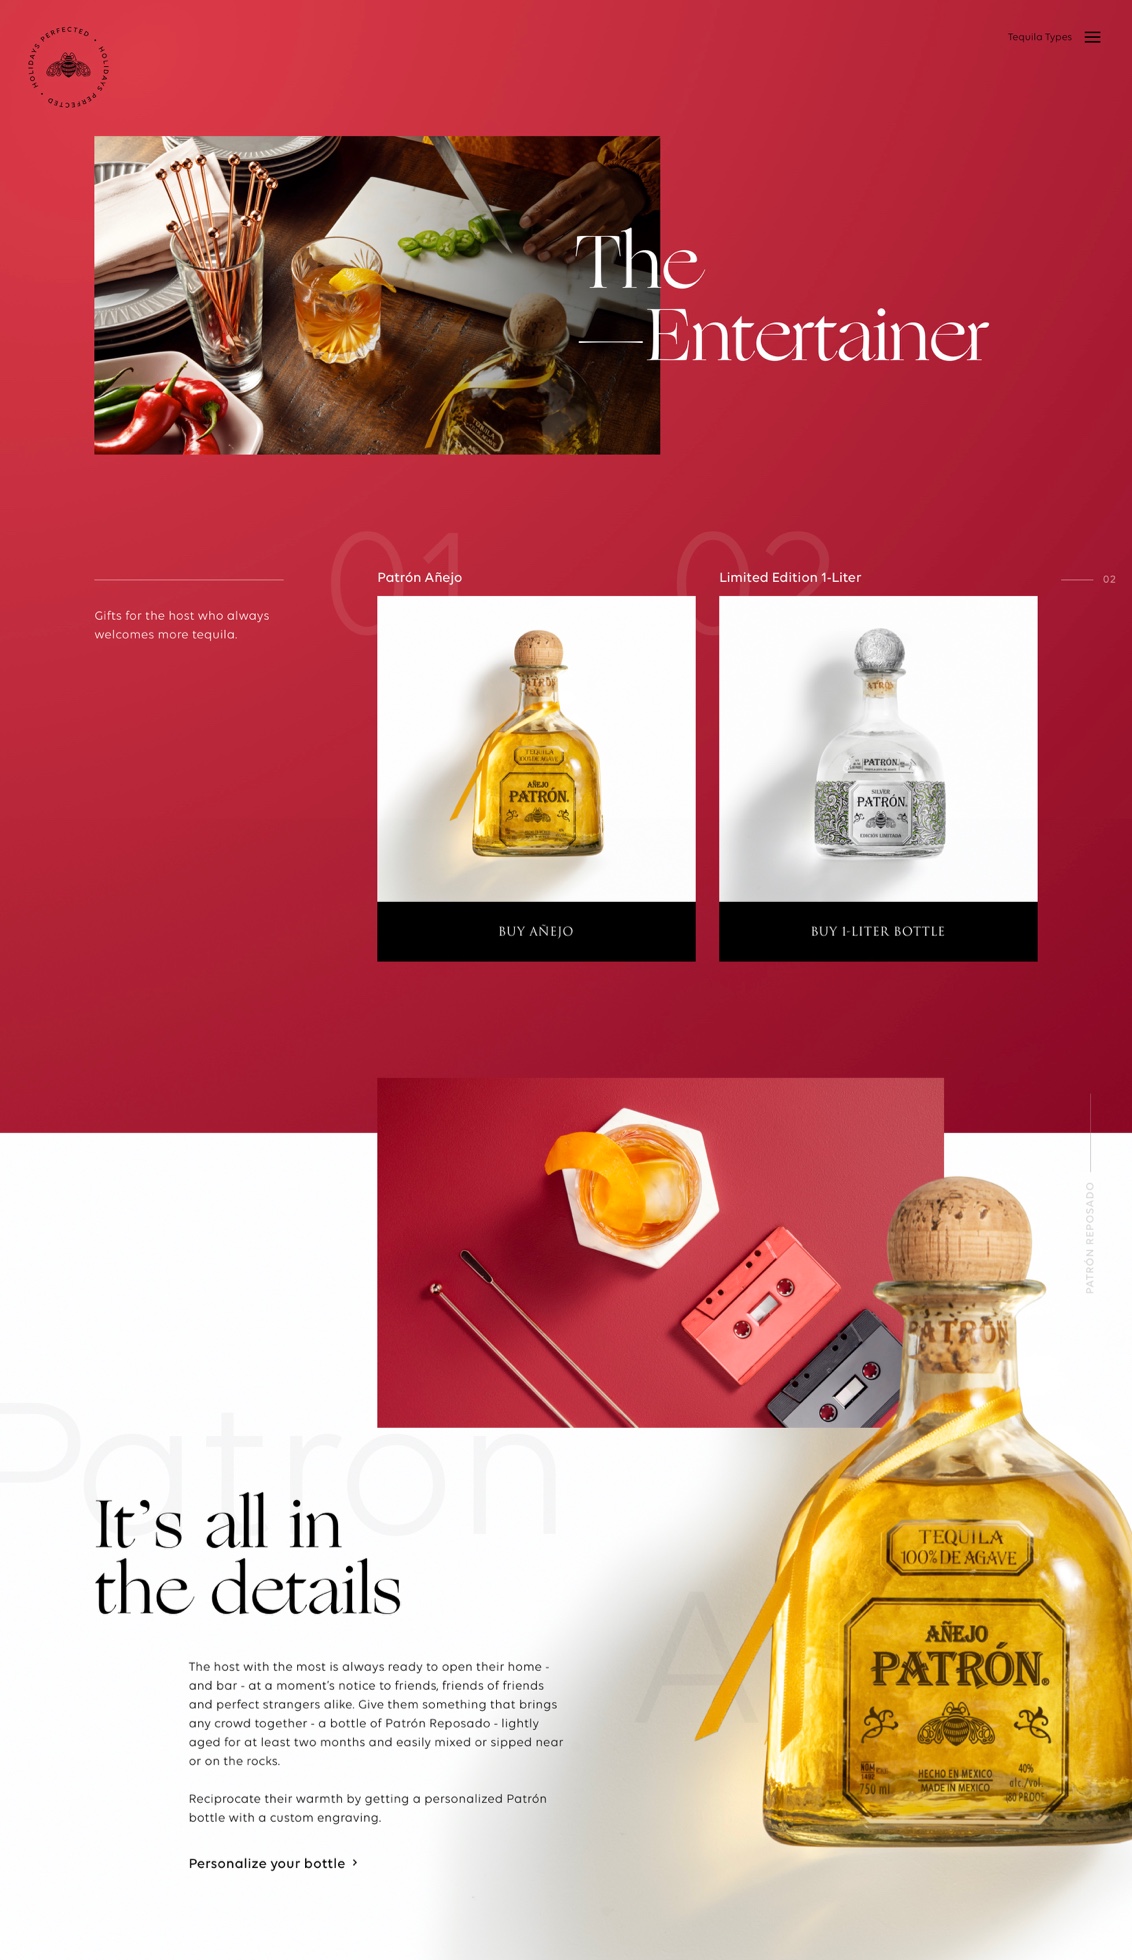 HOLIDAYS PERFECTED • HOLIDAYS PERFECTED •
Tequila Types
The
—Entertainer
01
02
Patrón Añejo
Limited Edition 1-Liter
02
Gifts for the host who always
welcomes more tequila.
PATRÓN
TEQUILA
100% DE AGAVE
AÑEJO
PATRÓN
PATRÓN
SILVER
PATRÓN
EDICIÓN LIMITADA
BUY AÑEJO
BUY 1-LITER BOTTLE
PATRÓN REPOSADO
PATRÓN
Patron
It's all in
the details
A
TEQUILA
100% DE AGAVE
AÑEJO
PATRÓN®
HECHO EN MEXICO
MADE IN MEXICO
750 ml
40%
alc./vol.
(80 PROOF)
The host with the most is always ready to open their home -
and bar - at a moment's notice to friends, friends of friends
and perfect strangers alike. Give them something that brings
any crowd together - a bottle of Patrón Reposado - lightly
aged for at least two months and easily mixed or sipped near
or on the rocks.
Reciprocate their warmth by getting a personalized Patrón
bottle with a custom engraving.
Personalize your bottle ›